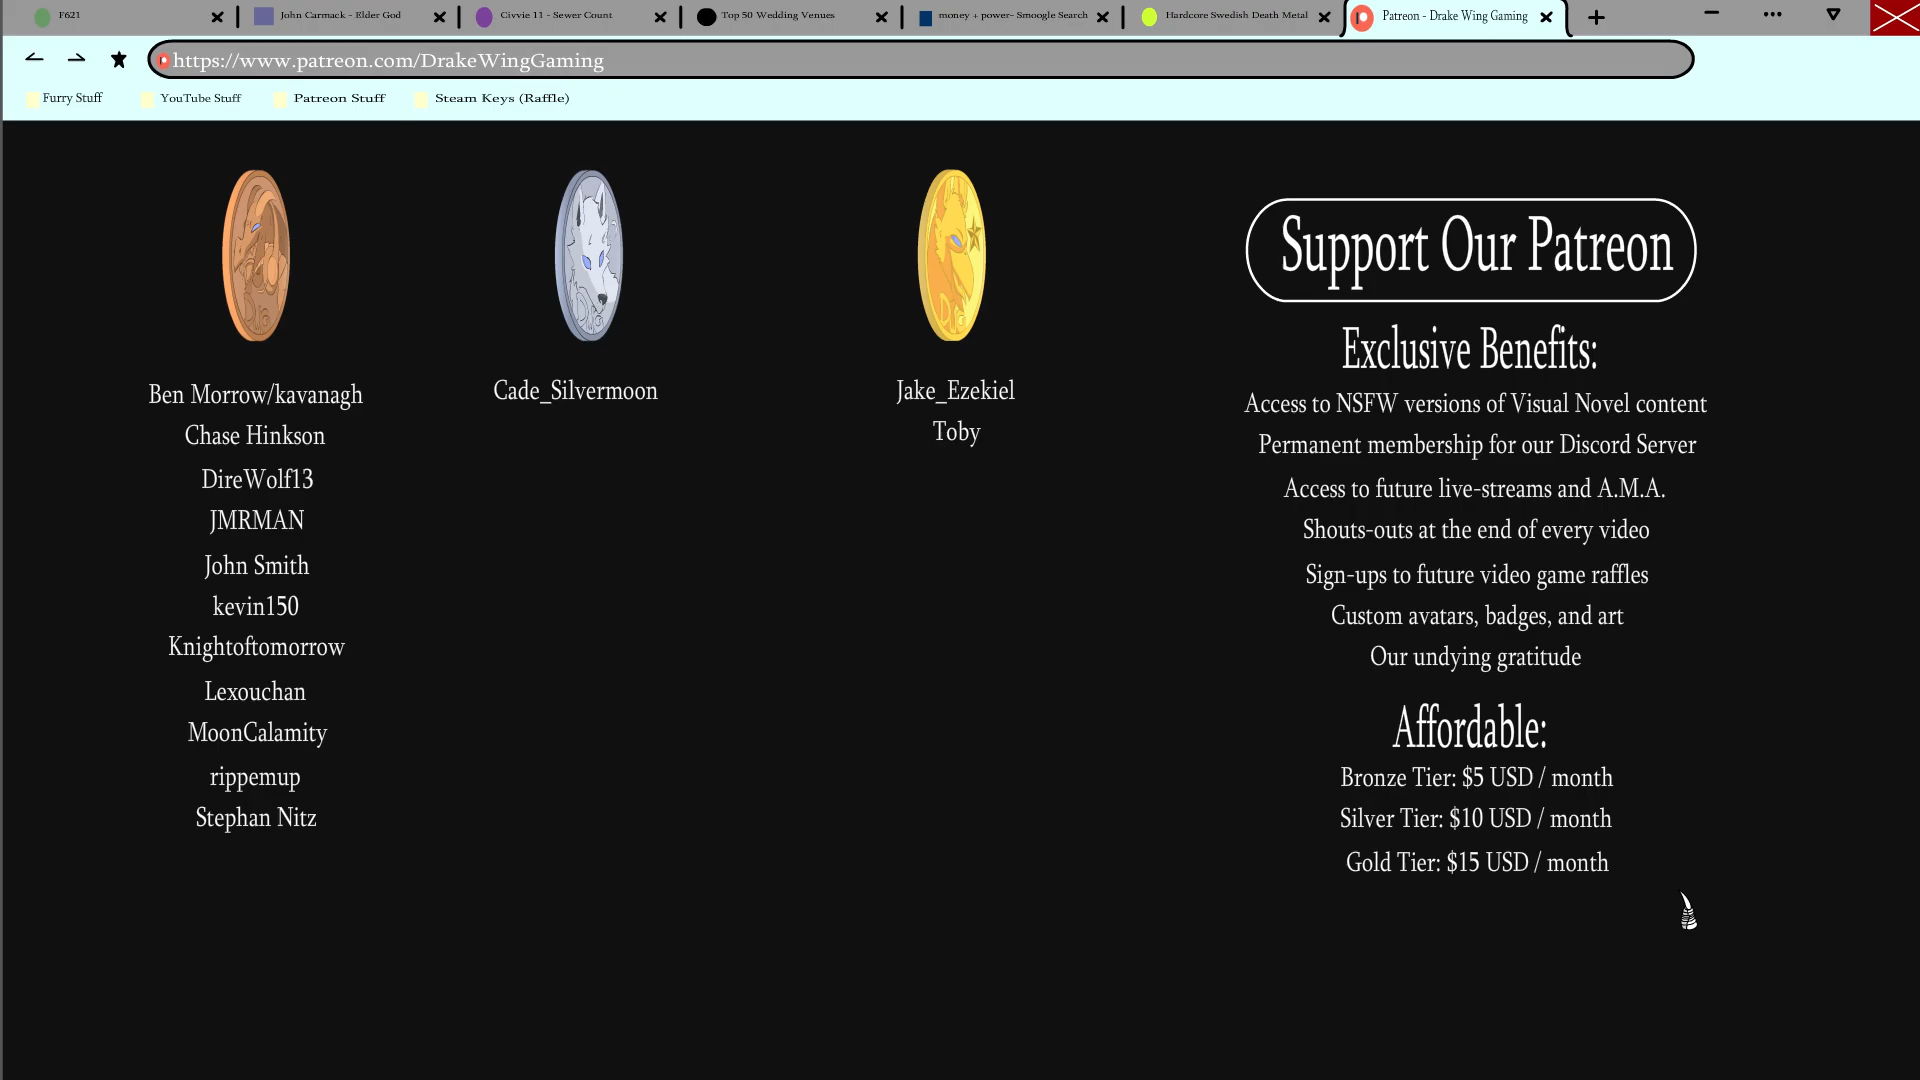 F621
John Carmack - Elder God
Civvie 11 - Sewer Count
Top 50 Wedding Venues
money + power- Smoogle Search
Hardcore Swedish Death Metal
Patreon - Drake Wing Gaming
https://www.patreon.com/DrakeWingGaming
Furry Stuff
YouTube Stuff
Patreon Stuff
Steam Keys (Raffle)
Ben Morrow/kavanagh
Chase Hinkson
DireWolf13
JMRMAN
John Smith
kevin150
Knightoftomorrow
Lexouchan
MoonCalamity
rippemup
Stephan Nitz
Cade_Silvermoon
Jake_Ezekiel
Toby
Support Our Patreon
Exclusive Benefits:
Access to NSFW versions of Visual Novel content
Permanent membership for our Discord Server
Access to future live-streams and A.M.A.
Shouts-outs at the end of every video
Sign-ups to future video game raffles
Custom avatars, badges, and art
Our undying gratitude
Affordable:
Bronze Tier: $5 USD / month
Silver Tier: $10 USD / month
Gold Tier: $15 USD / month